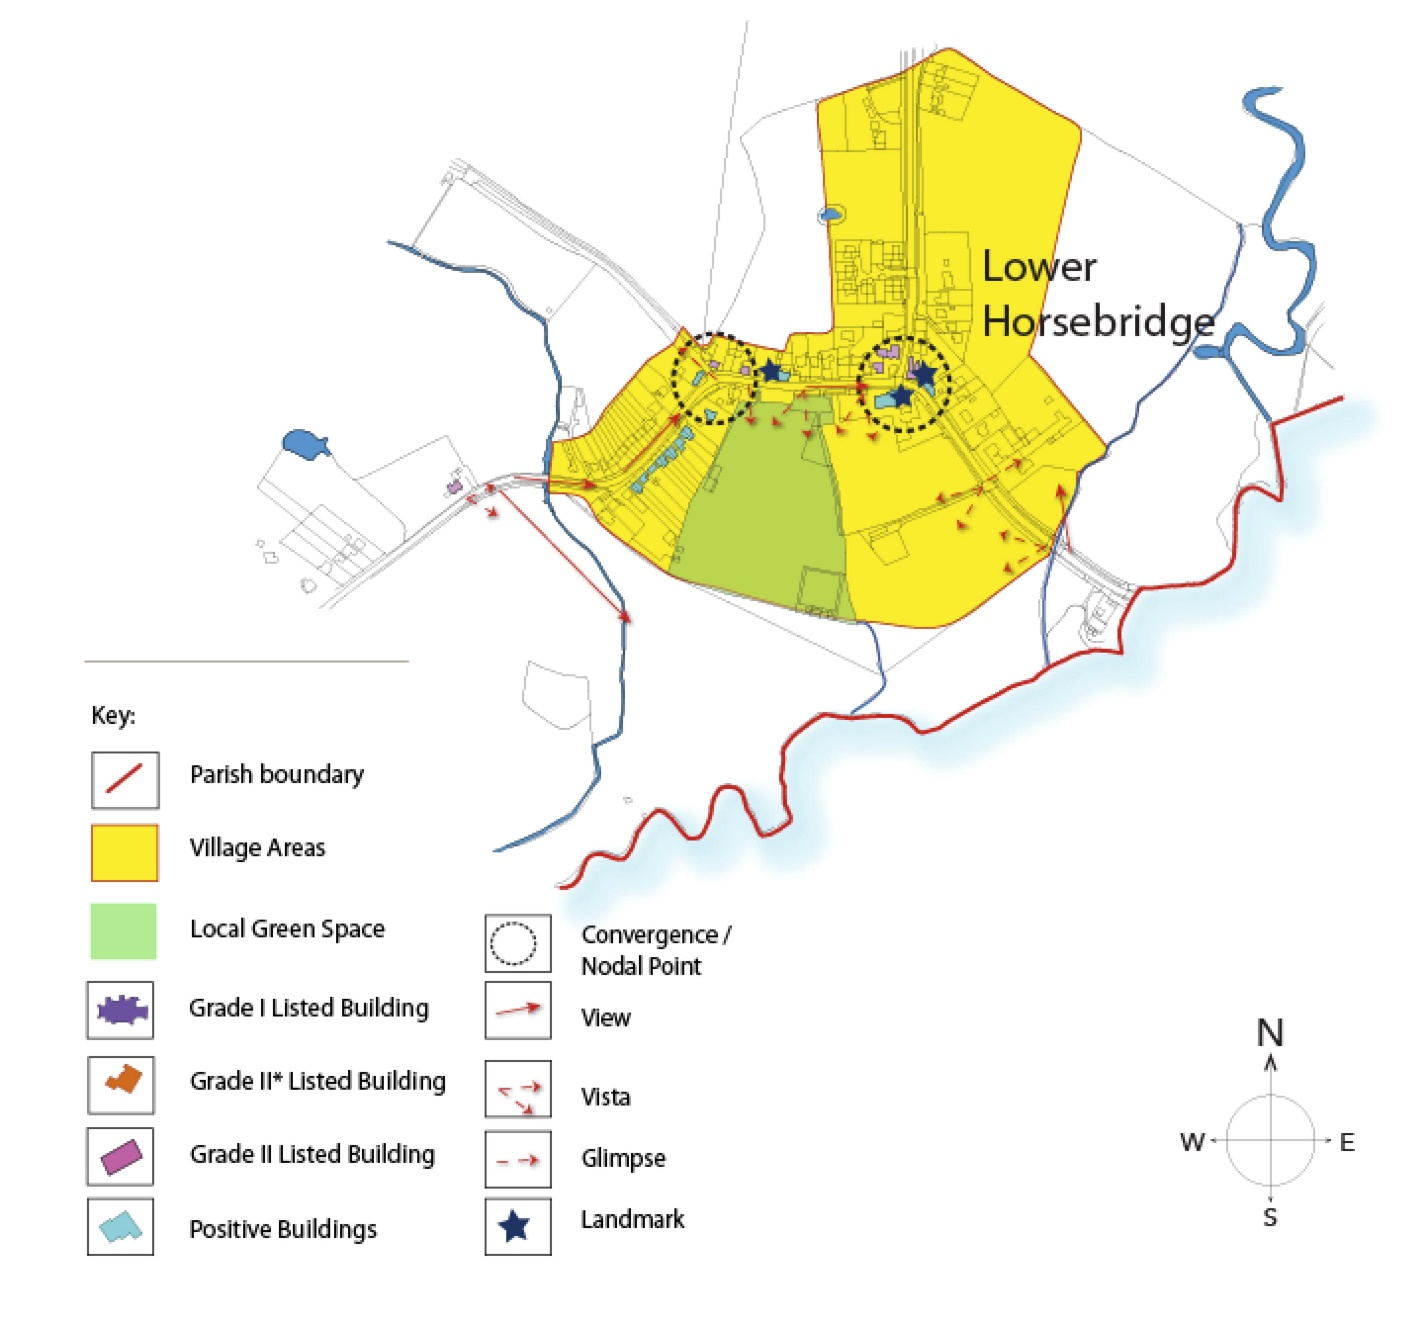 Lower
Horsebridge
Key:
Parish boundary
Village Areas
Local Green Space
Grade I Listed Building
Grade II* Listed Building
Grade II Listed Building
Positive Buildings
Convergence /
Nodal Point
View
Vista
Glimpse
Landmark
N
W
E
S